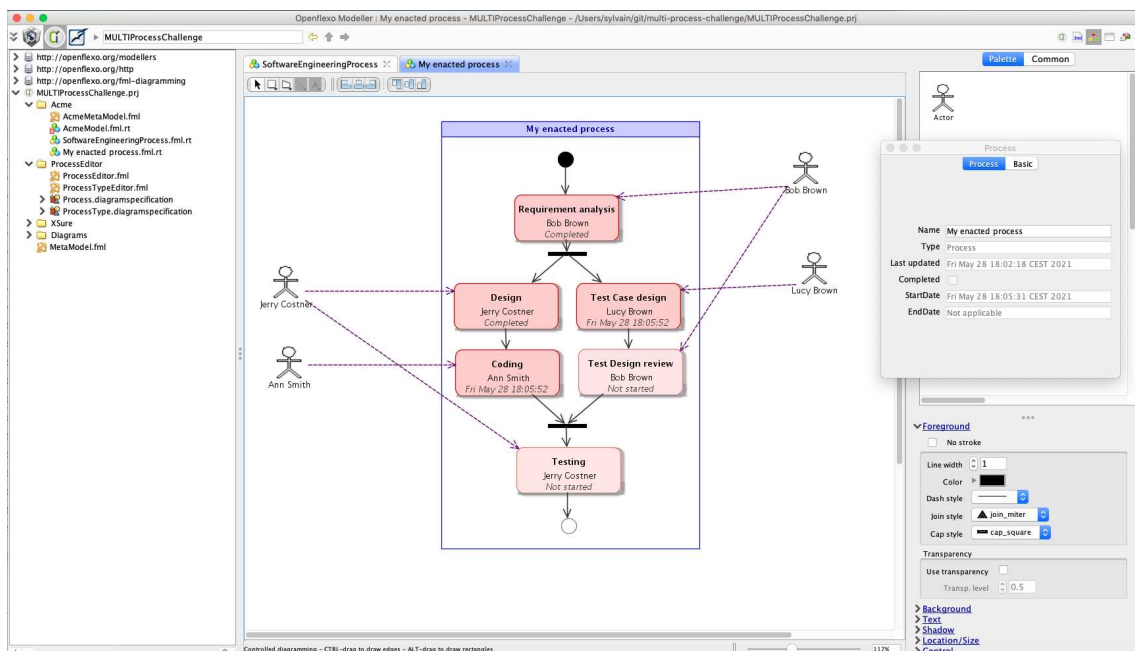 Openflexo Modeller : My enacted process - MULTIProcessChallenge - /Users/sylvain/git/multi-process-challenge/MULTIProcessChallenge.prj
MULTIProcessChallenge
http://openflexo.org/modellers
http://openflexo.org/http
http://openflexo.org/fml-diagramming
MULTIProcessChallenge.prj
Acme
AcmeMetaModel.fml
AcmeModel.fml.rt
SoftwareEngineeringProcess.fml.rt
My enacted process.fml.rt
ProcessEditor
ProcessEditor.fml
ProcessTypeEditor.fml
Process.diagramspecification
ProcessType.diagramspecification
XSure
Diagrams
MetaModel.fml
SoftwareEngineeringProcess
My enacted process
My enacted process
Requirement analysis
Bob Brown
Completed
Design
Jerry Costner
Completed
Test Case design
Lucy Brown
Fri May 28 18:05:52
Coding
Ann Smith
Fri May 28 18:05:52
Test Design review
Bob Brown
Not started
Testing
Jerry Costner
Not started
Bob Brown
Lucy Brown
Jerry Costner
Ann Smith
Controlled diagramming - CTRL-drag to draw edges - ALT-drag to draw rectangles
112%
Palette
Common
Actor
Process
Process
Basic
Name My enacted process
Type Process
Last updated Fri May 28 18:02:18 CEST 2021
Completed
StartDate Fri May 28 18:05:31 CEST 2021
EndDate Not applicable
Foreground
No stroke
Line width 1
Color
Dash style
Join style join_miter
Cap style cap_square
Transparency
Use transparency
Transp. level 0.5
Background
Text
Shadow
Location/Size
Control